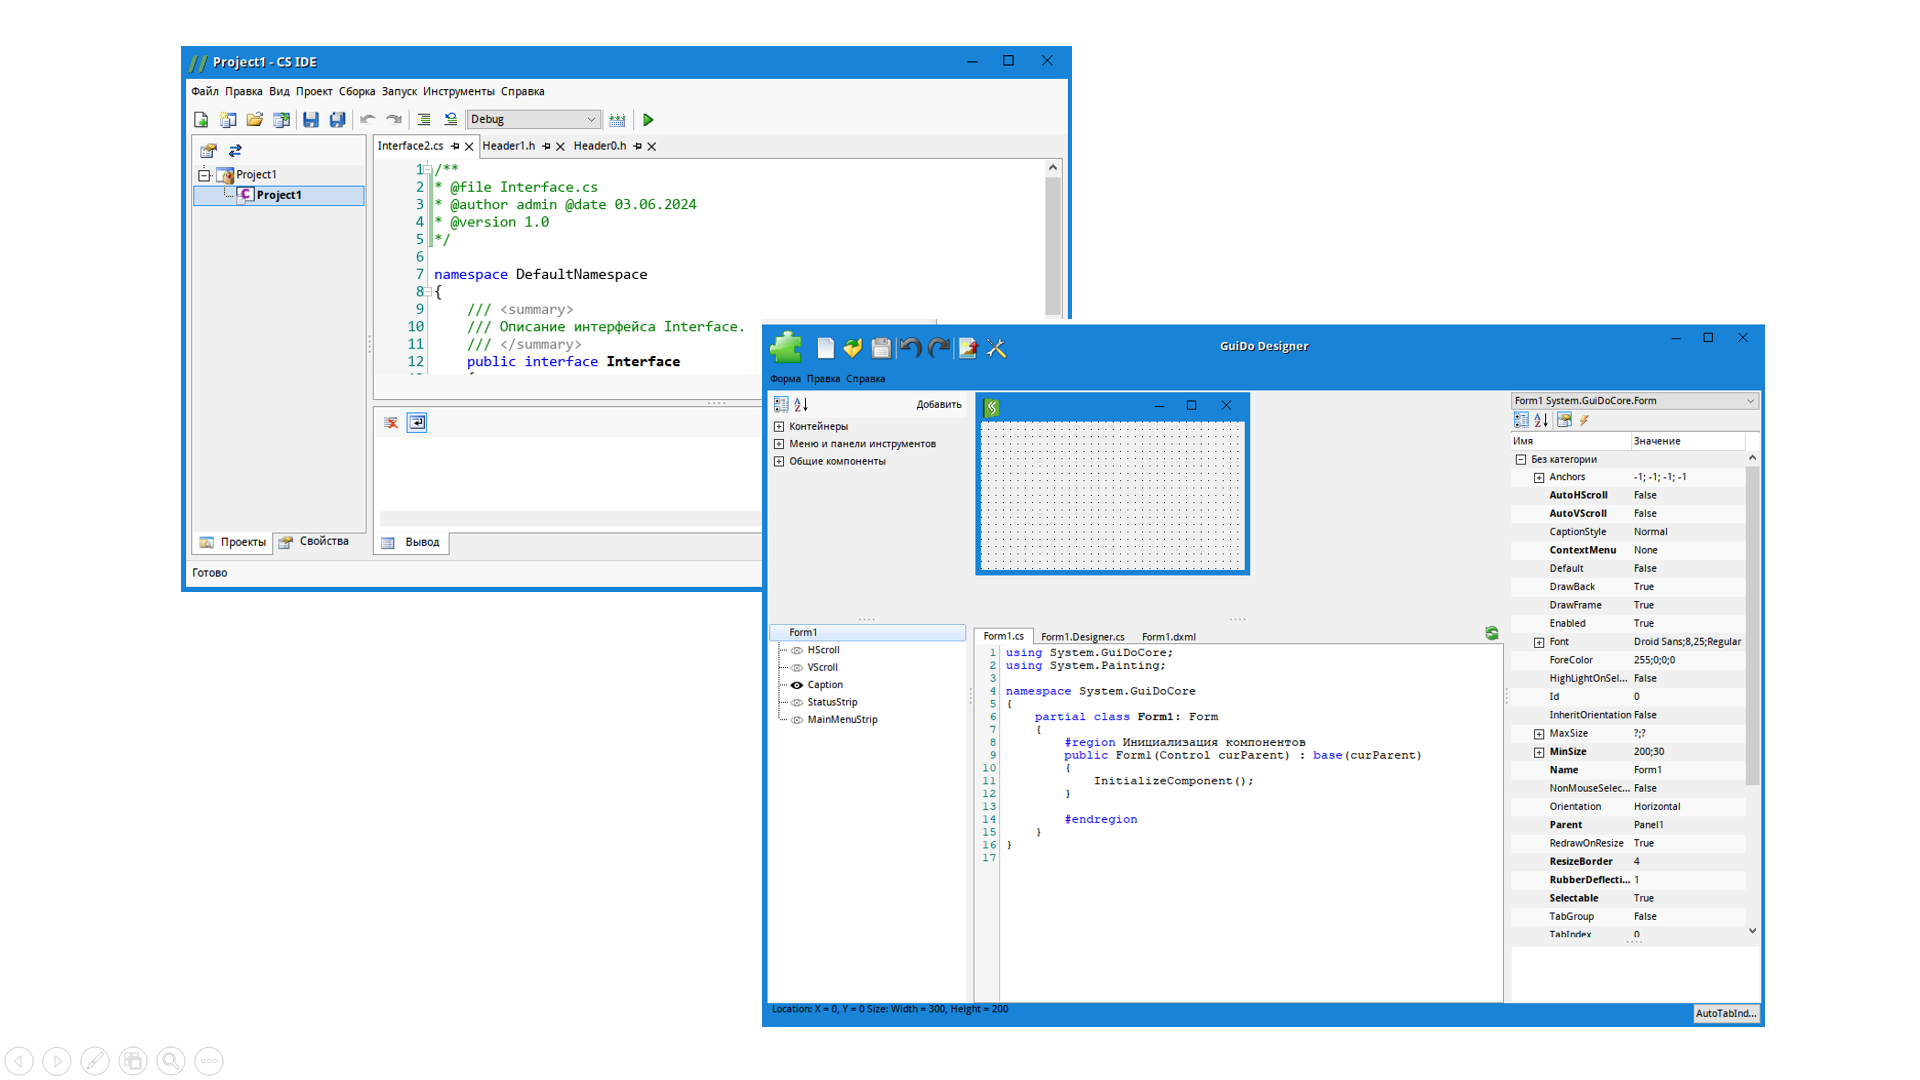 Project1 - CS IDE
Файл Правка Вид Проект Сборка Запуск Инструменты Справка
Debug
Project1
Project1
Проекты Свойства
Готово
Interface2.cs Header1.h Header0.h
1 /**
2 * @file Interface.cs
3 * @author admin @date 03.06.2024
4 * @version 1.0
5 */
6
7 namespace DefaultNamespace
8 {
9 /// <summary>
10 /// Описание интерфейса Interface.
11 /// </summary>
12 public interface Interface
Вывод
GuiDo Designer
Форма Правка Справка
Добавить
Контейнеры
Меню и панели инструментов
Общие компоненты
Form1
HScroll
VScroll
Caption
StatusStrip
MainMenuStrip
Form1.cs Form1.Designer.cs Form1.dxml
1 using System.GuiDoCore;
2 using System.Painting;
3
4 namespace System.GuiDoCore
5 {
6 partial class Form1: Form
7 {
8 #region Инициализация компонентов
9 public Form1(Control curParent) : base(curParent)
10 {
11 InitializeComponent();
12 }
13
14 #endregion
15 }
16 }
17
Form1 System.GuiDoCore.Form
Имя Значение
Без категории
Anchors -1; -1; -1; -1
AutoHScroll False
AutoVScroll False
CaptionStyle Normal
ContextMenu None
Default False
DrawBack True
DrawFrame True
Enabled True
Font Droid Sans;8,25;Regular
ForeColor 255;0;0;0
HighLightOnSel... False
Id 0
InheritOrientation False
MaxSize ?;?
MinSize 200;30
Name Form1
NonMouseSelec... False
Orientation Horizontal
Parent Panel1
RedrawOnResize True
ResizeBorder 4
RubberDeflecti... 1
Selectable True
TabGroup False
TabIndex 0
Location: X = 0, Y = 0 Size: Width = 300, Height = 200
AutoTabInd...